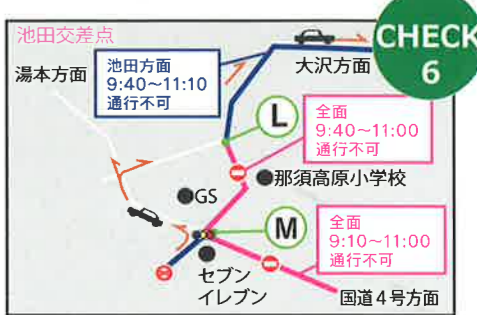 池田交差点
CHECK
6
湯本方面
池田方面
9:40～11:10
通行不可
大沢方面
L
全面
9:40～11:00
通行不可
那須高原小学校
GS
M
全面
9:10～11:00
通行不可
セブン
イレブン
国道4号方面